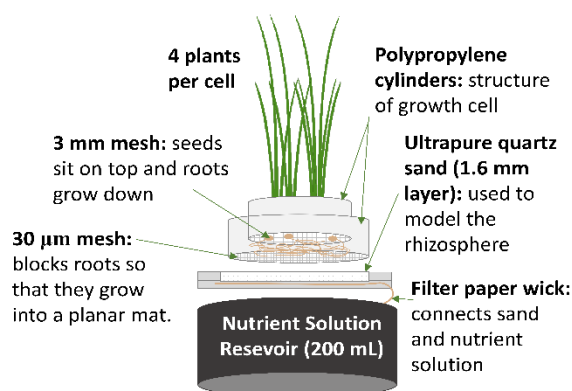 4 plants
per cell
Polypropylene
cylinders: structure
of growth cell
3 mm mesh: seeds
sit on top and roots
grow down
Ultrapure quartz
sand (1.6 mm
layer): used to
model the
rhizosphere
30 μm mesh:
blocks roots so
that they grow
into a planar mat.
Filter paper wick:
connects sand
and nutrient
solution
Nutrient Solution
Resevoir (200 mL)